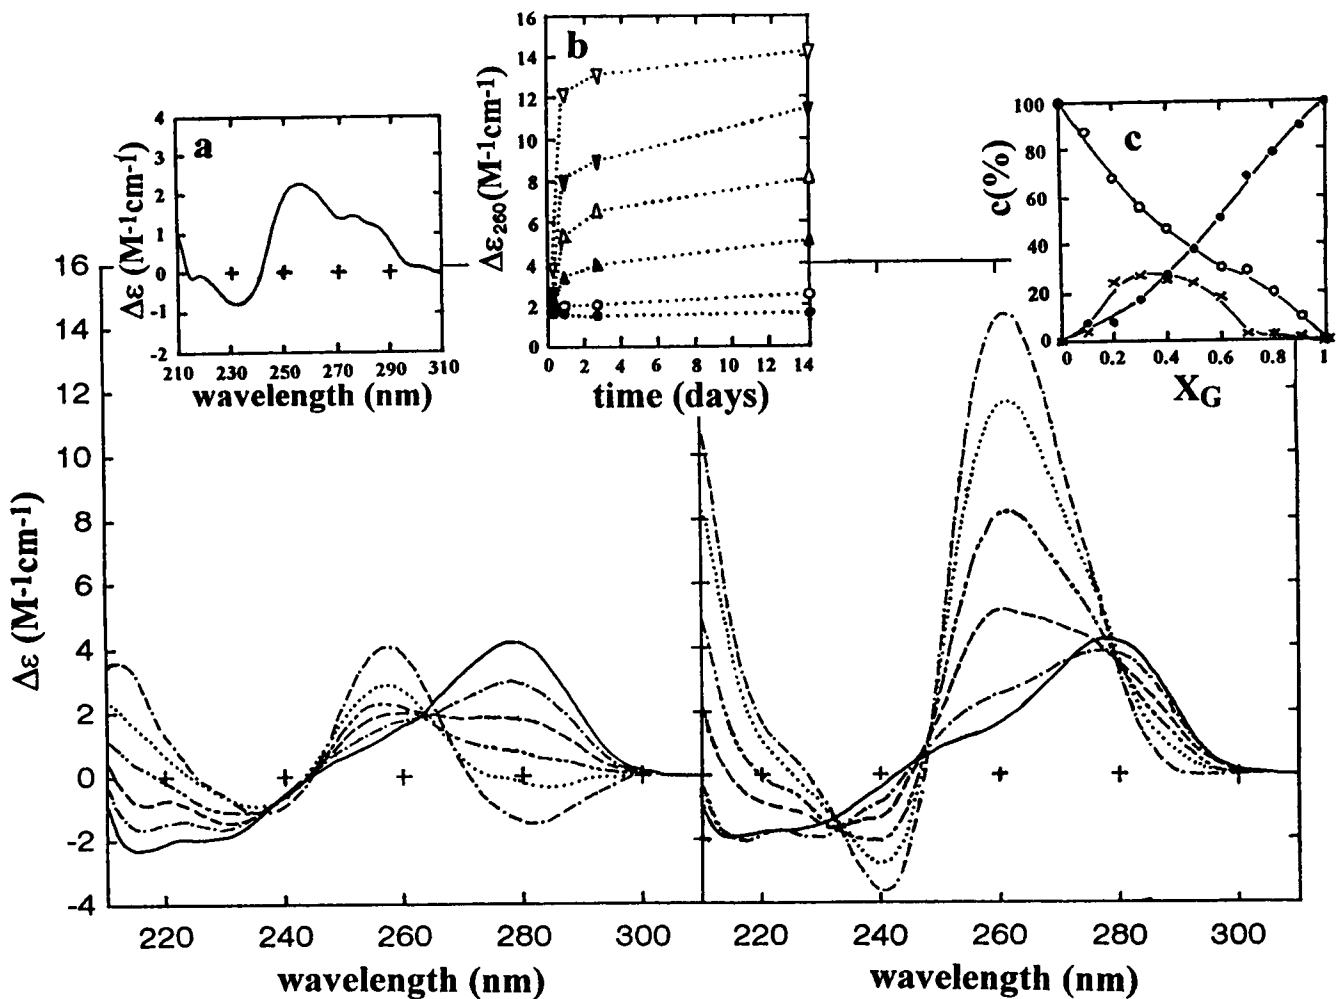 a
4
3
2
1
0
-1
-2
Δε (M-1cm-1)
210 230 250 270 290 310
wavelength (nm)
b
16
14
12
10
8
6
4
2
0
Δε260(M-1cm-1)
0 2 4 6 8 10 12 14
time (days)
c
100
80
60
40
20
0
c(%)
0 0.2 0.4 0.6 0.8 1
XG
16
14
12
10
8
6
4
2
0
-2
-4
Δε (M-1cm-1)
220 240 260 280 300 220 240 260 280 300
wavelength (nm) wavelength (nm)